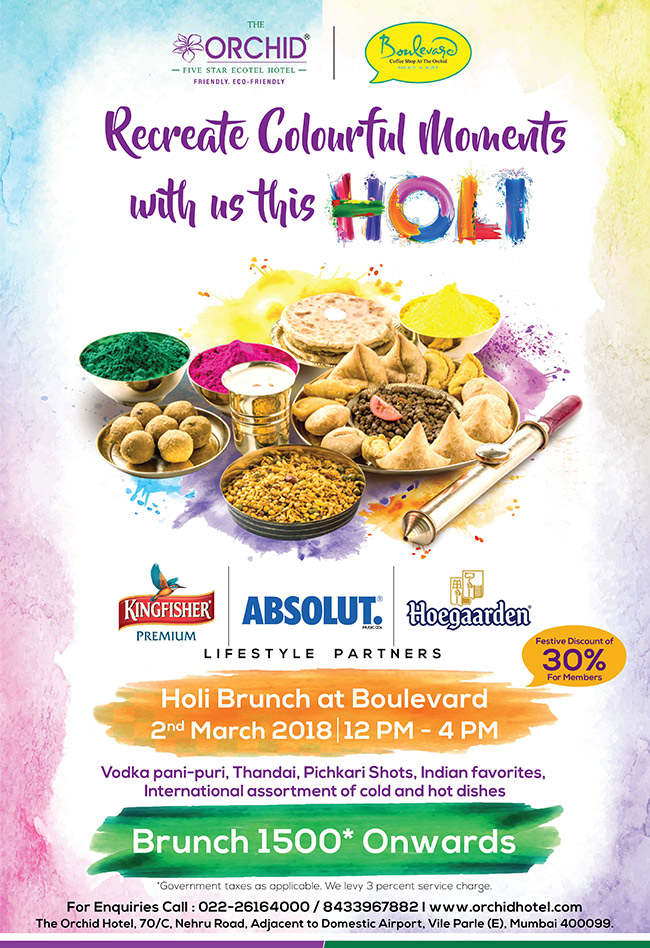 THE
ORCHID®
FIVE STAR ECOTEL HOTEL
FRIENDLY. ECO-FRIENDLY
Boulevard
Coffee Shop At The Orchid
Recreate Colourful Moments
with us this HOLI
KINGFISHER
PREMIUM
ABSOLUT.®
MUSIC CDs
Hoegaarden®
LIFESTYLE PARTNERS
Festive Discount of
30%
For Members
Holi Brunch at Boulevard
2nd March 2018|12 PM – 4 PM
Vodka pani-puri, Thandai, Pichkari Shots, Indian favorites,
International assortment of cold and hot dishes
Brunch 1500* Onwards
*Government taxes as applicable. We levy 3 percent service charge.
For Enquiries Call : 022-26164000 / 8433967882 I www.orchidhotel.com
The Orchid Hotel, 70/C, Nehru Road, Adjacent to Domestic Airport, Vile Parle (E), Mumbai 400099.